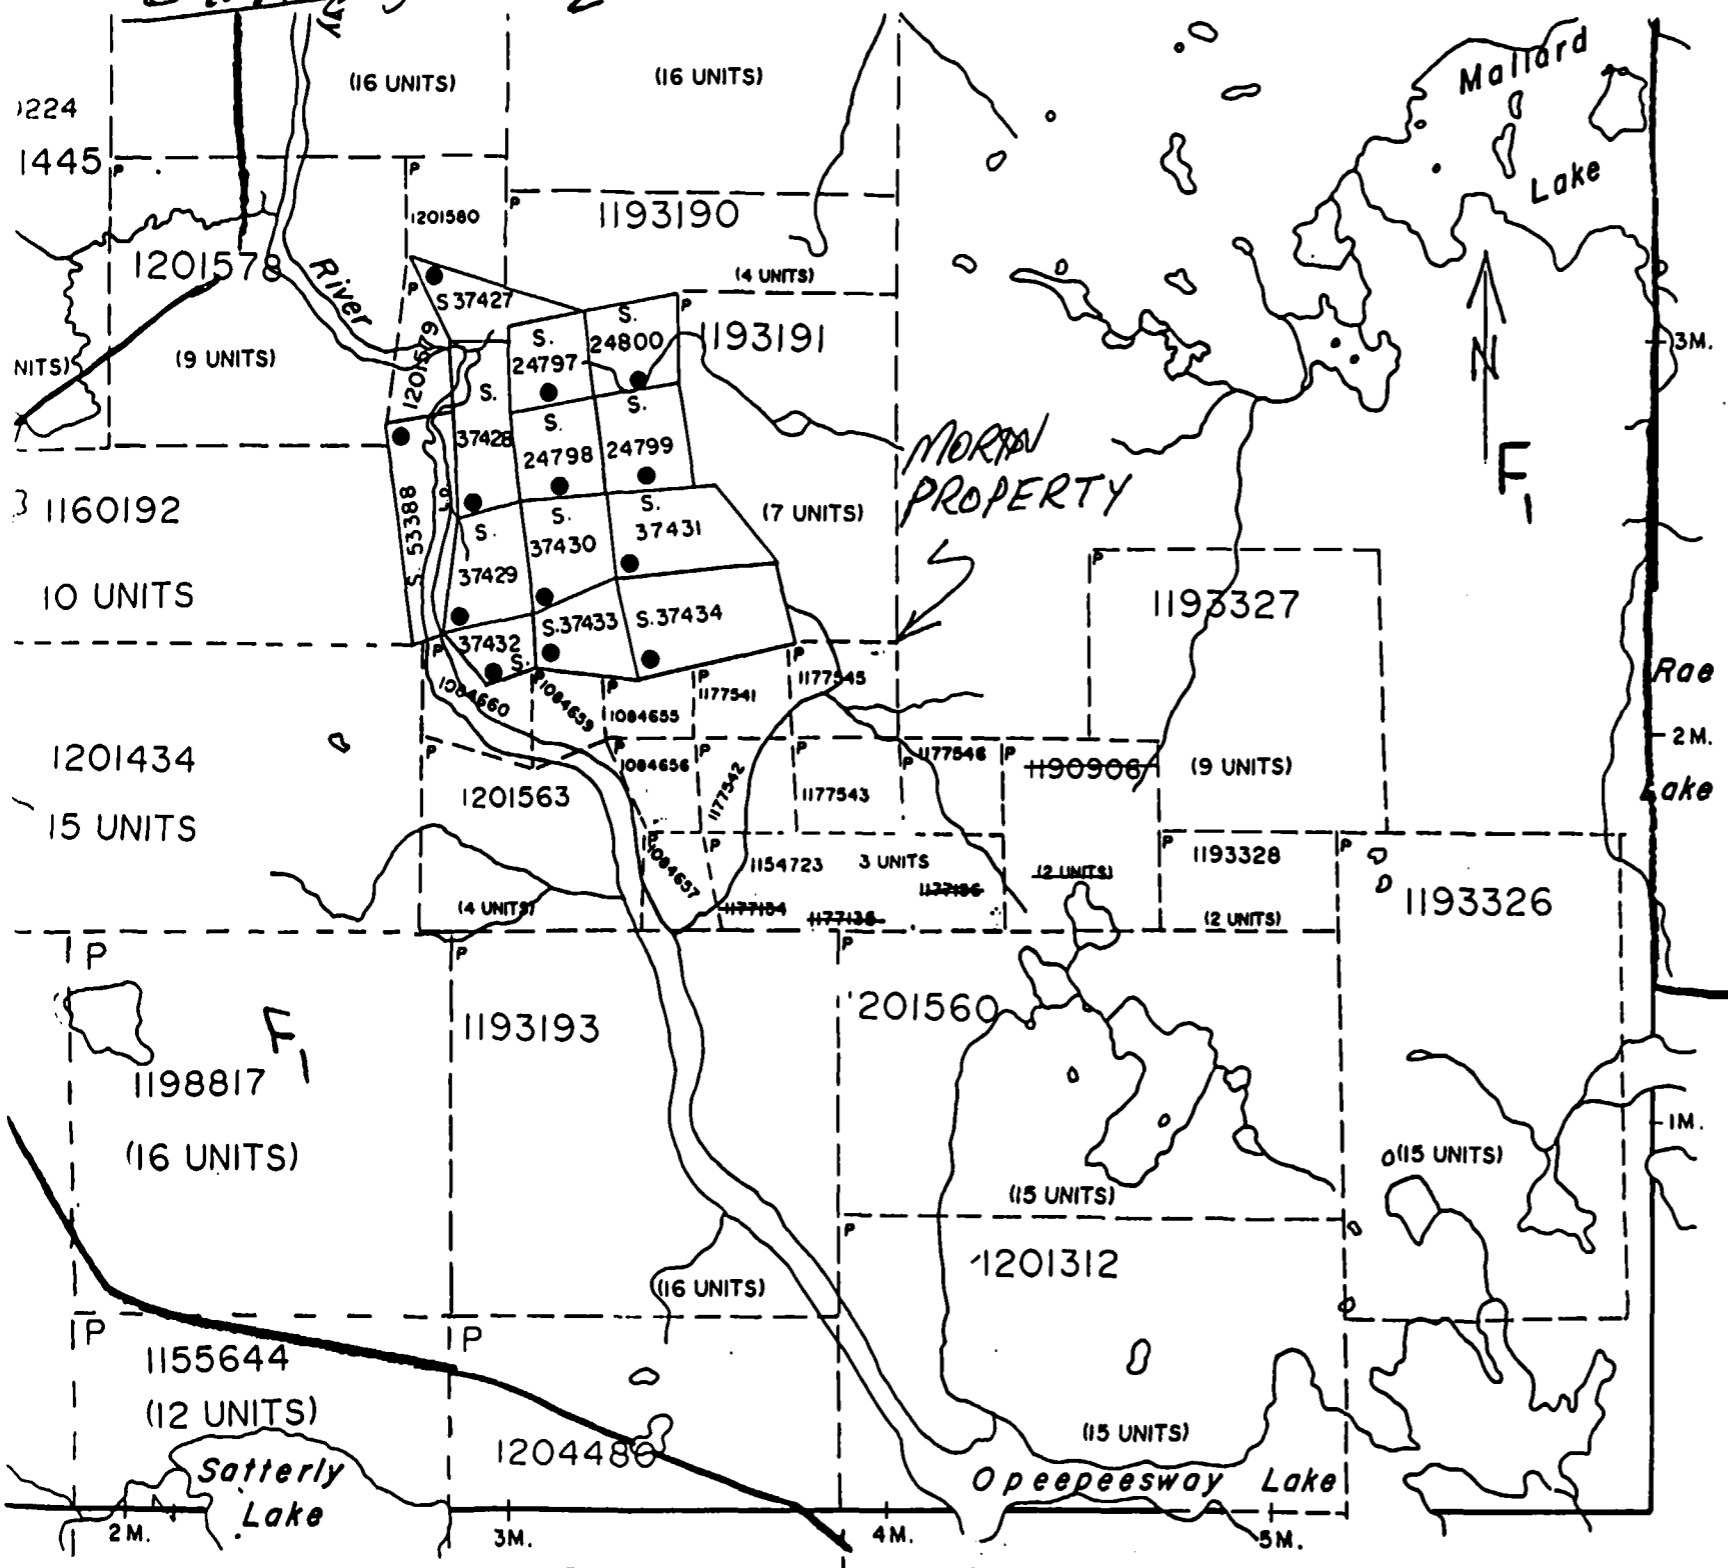 (16 UNITS)
(16 UNITS)
Mallard
Lake
1445
P
P
P
1201580
1193190
1201578
River
(4 UNITS)
P
S 37427
P
1193191
S.
24800
S.
24797
1201579
(9 UNITS)
NITS)
3M.
N
S.
37428
S.
24798
S.
24799
MORAN
PROPERTY
F1
1160192
10 UNITS
S. 53388
L.O.
(7 UNITS)
S.
37429
S.
37430
S.
37431
P
1193327
37432
S.
S.37433
S.37434
P
1084660
P
1084659
P
1084655
P
1177541
P
1177545
Rae
Lake
2M.
1201434
15 UNITS
P
1201563
P
1084656
P
1177542
P
1177543
P
1177546
P
1190906
(9 UNITS)
P
1084657
P
1154723
3 UNITS
1177136
1177134
1177135
(2 UNITS)
P
1193328
(2 UNITS)
P
1193326
(4 UNITS)
P
F1
1198817
(16 UNITS)
P
1193193
P
201560
1M.
(15 UNITS)
(15 UNITS)
P
1201312
(16 UNITS)
P
1155644
(12 UNITS)
P
1204486
(15 UNITS)
Satterly
Lake
Opeepeesway Lake
2M.
3M.
4M.
5M.